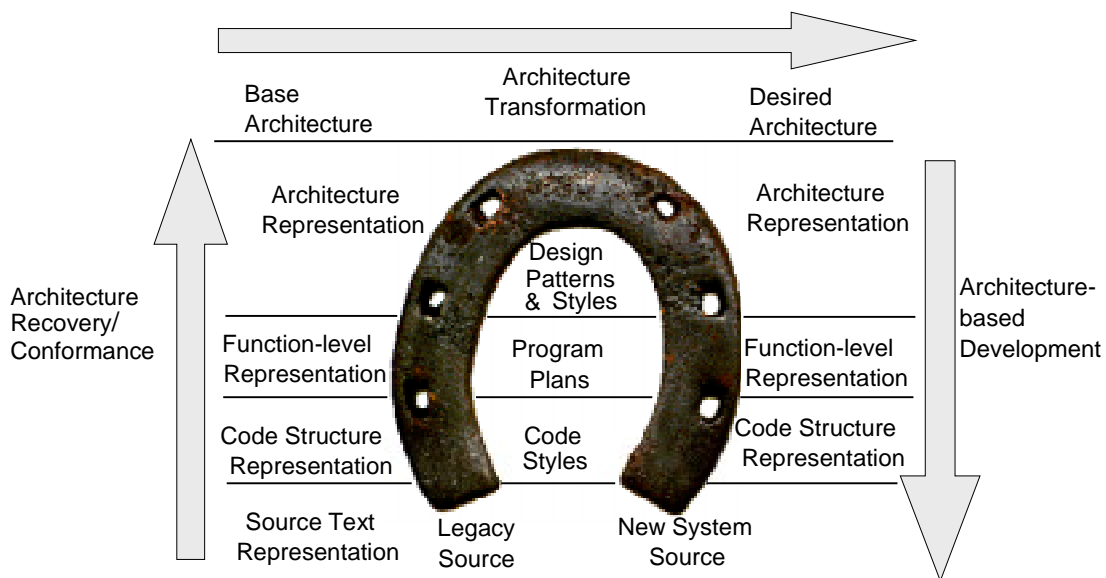 Architecture
Transformation
Base
Architecture
Desired
Architecture
Architecture
Representation
Architecture
Representation
Design
Patterns
& Styles
Architecture
Recovery/
Conformance
Architecture-
based
Development
Function-level
Representation
Program
Plans
Function-level
Representation
Code Structure
Representation
Code
Styles
Code Structure
Representation
Source Text
Representation
Legacy
Source
New System
Source